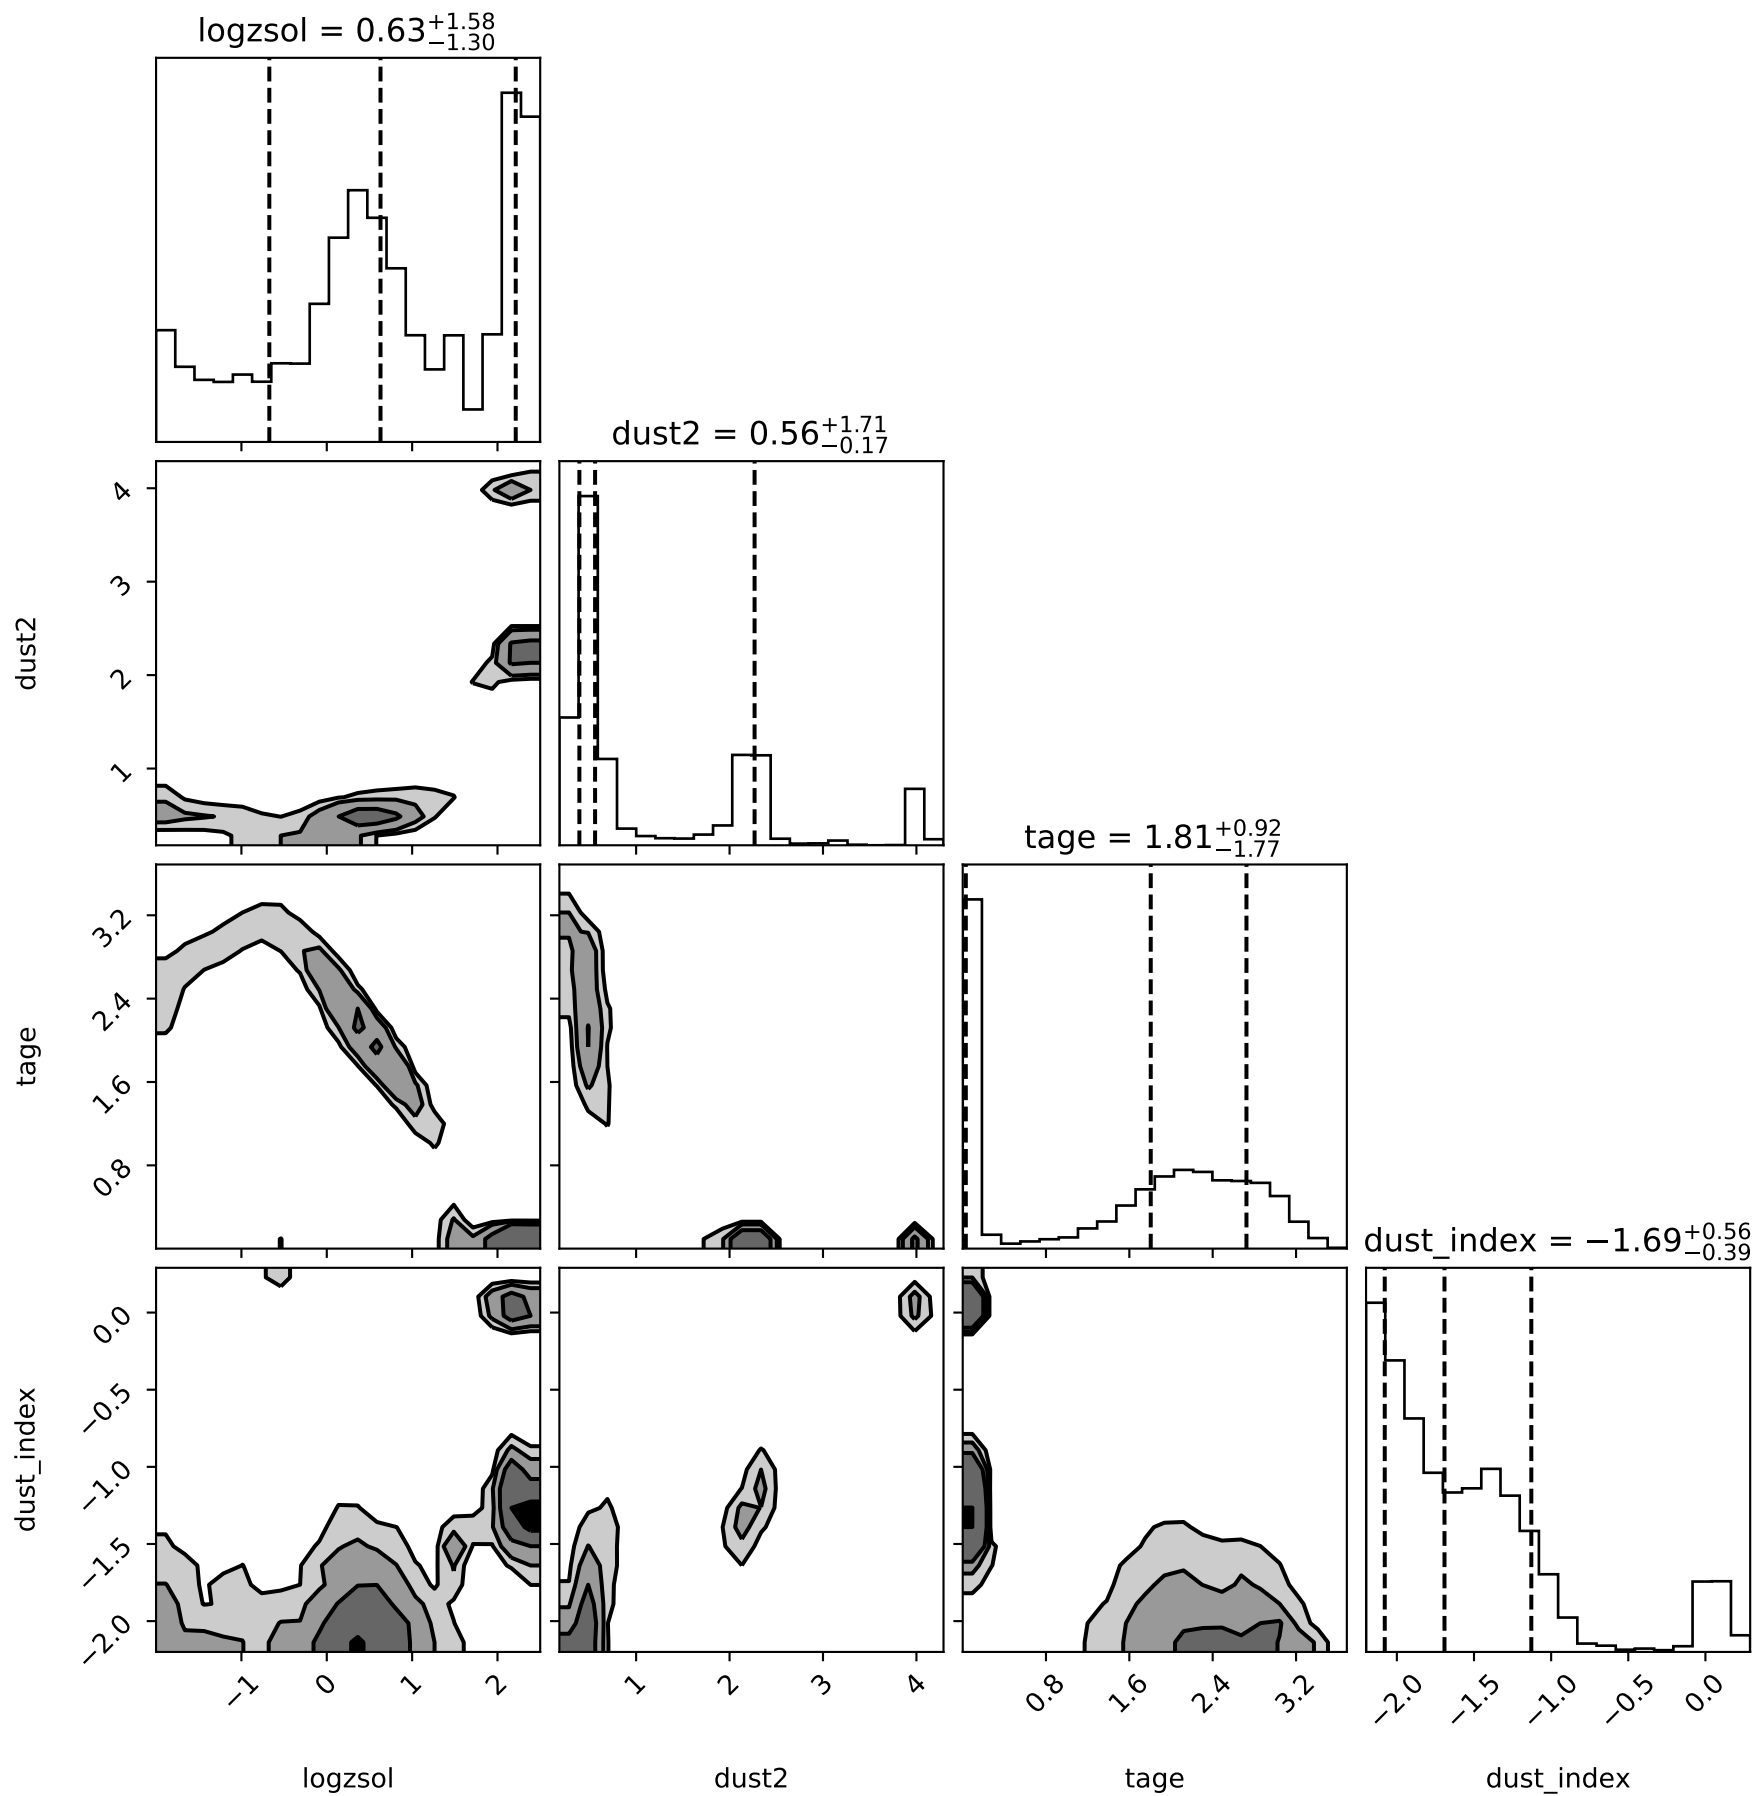 logzsol = 0.63+1.58 −1.30
dust2 = 0.56+1.71 −0.17
4
3
2
1
dust2
tage = 1.81+0.92 −1.77
3.2
2.4
1.6
0.8
tage
dust_index = −1.69+0.56 −0.39
0.0
−0.5
−1.0
−1.5
−2.0
dust_index
−1 0 1 2
1 2 3 4
0.8 1.6 2.4 3.2
−2.0 −1.5 −1.0 −0.5 0.0
logzsol
dust2
tage
dust_index